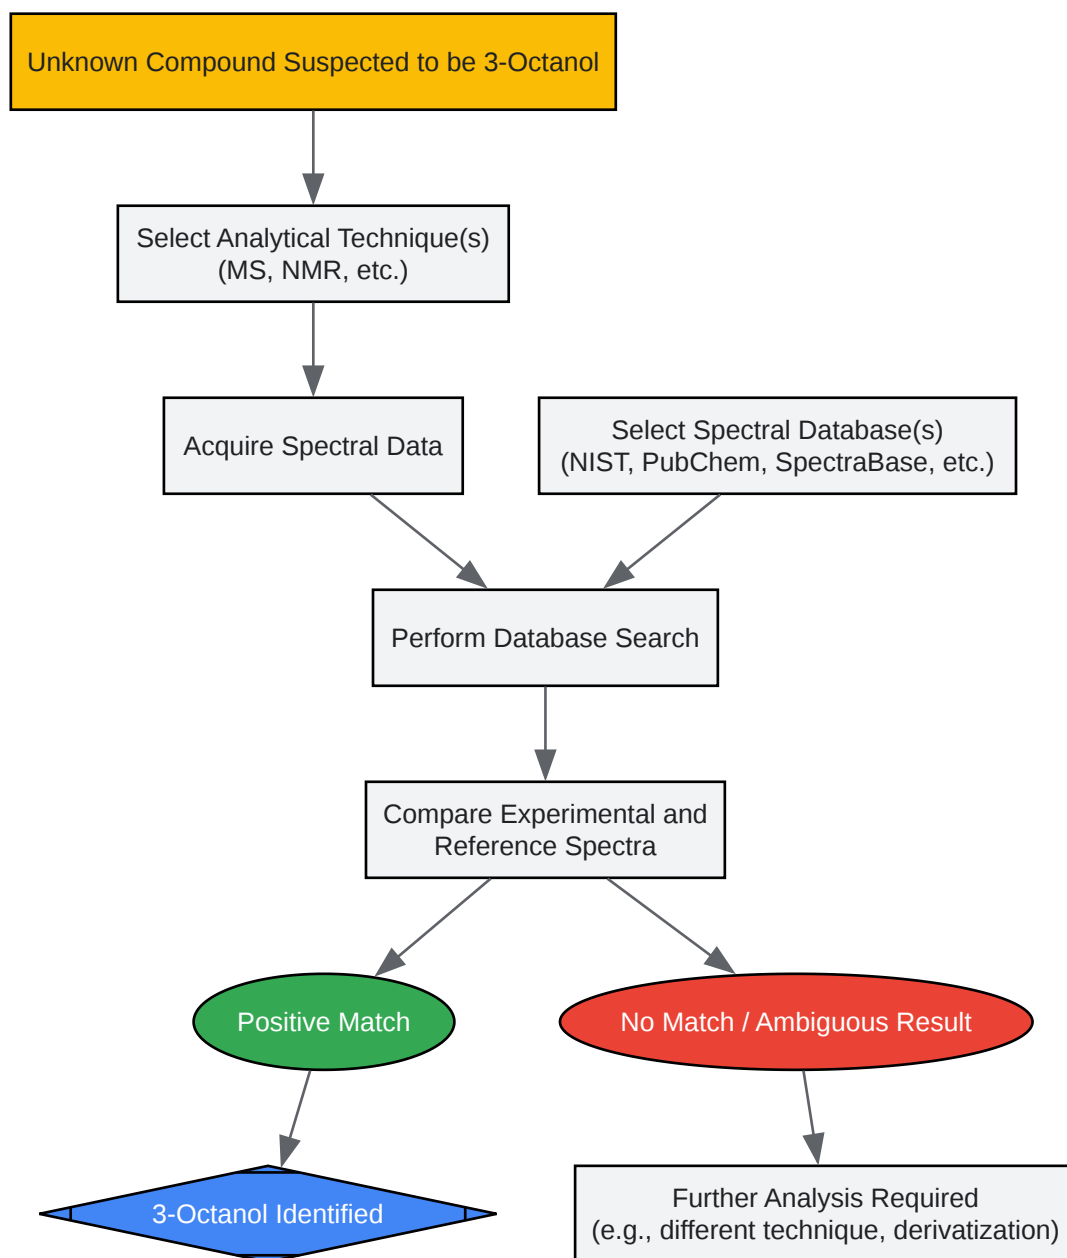 Unknown Compound Suspected to be 3-Octanol
Select Analytical Technique(s)
(MS, NMR, etc.)
Acquire Spectral Data
Select Spectral Database(s)
(NIST, PubChem, SpectraBase, etc.)
Perform Database Search
Compare Experimental and
Reference Spectra
Positive Match
No Match / Ambiguous Result
3-Octanol Identified
Further Analysis Required
(e.g., different technique, derivatization)